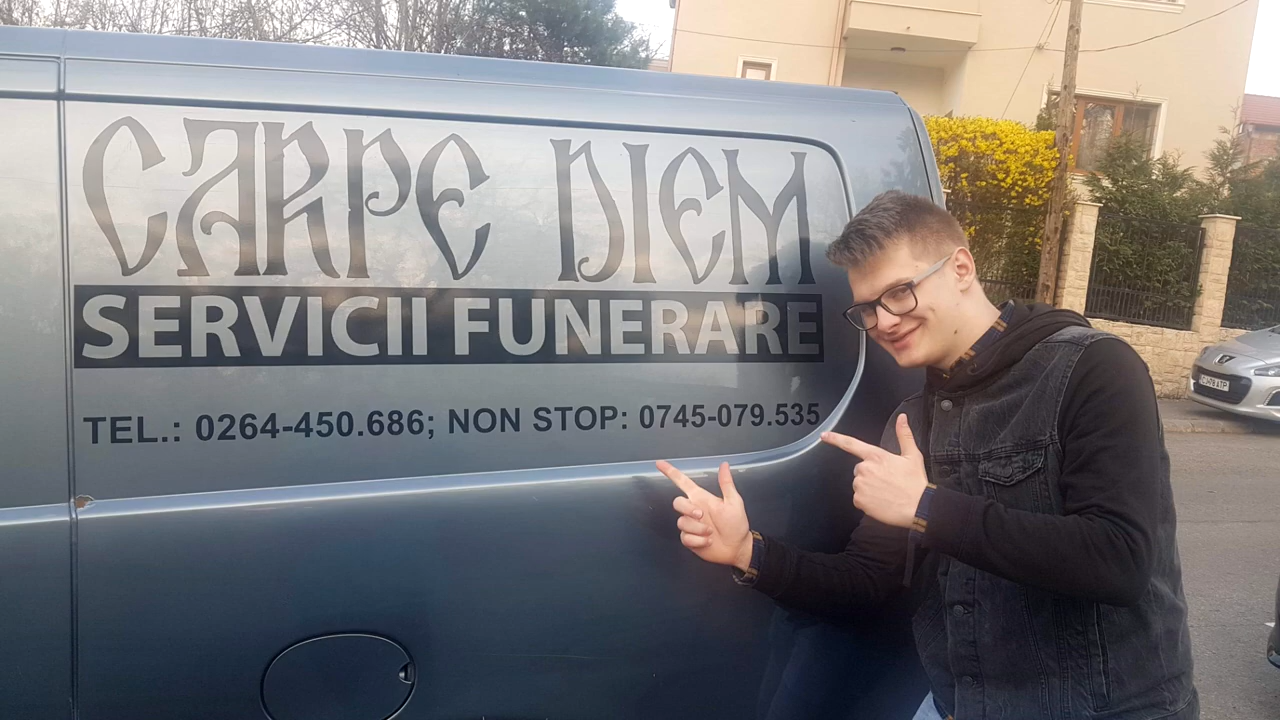 CARPE DIEM
SERVICII FUNERARE
TEL.: 0264-450.686; NON STOP: 0745-079.535